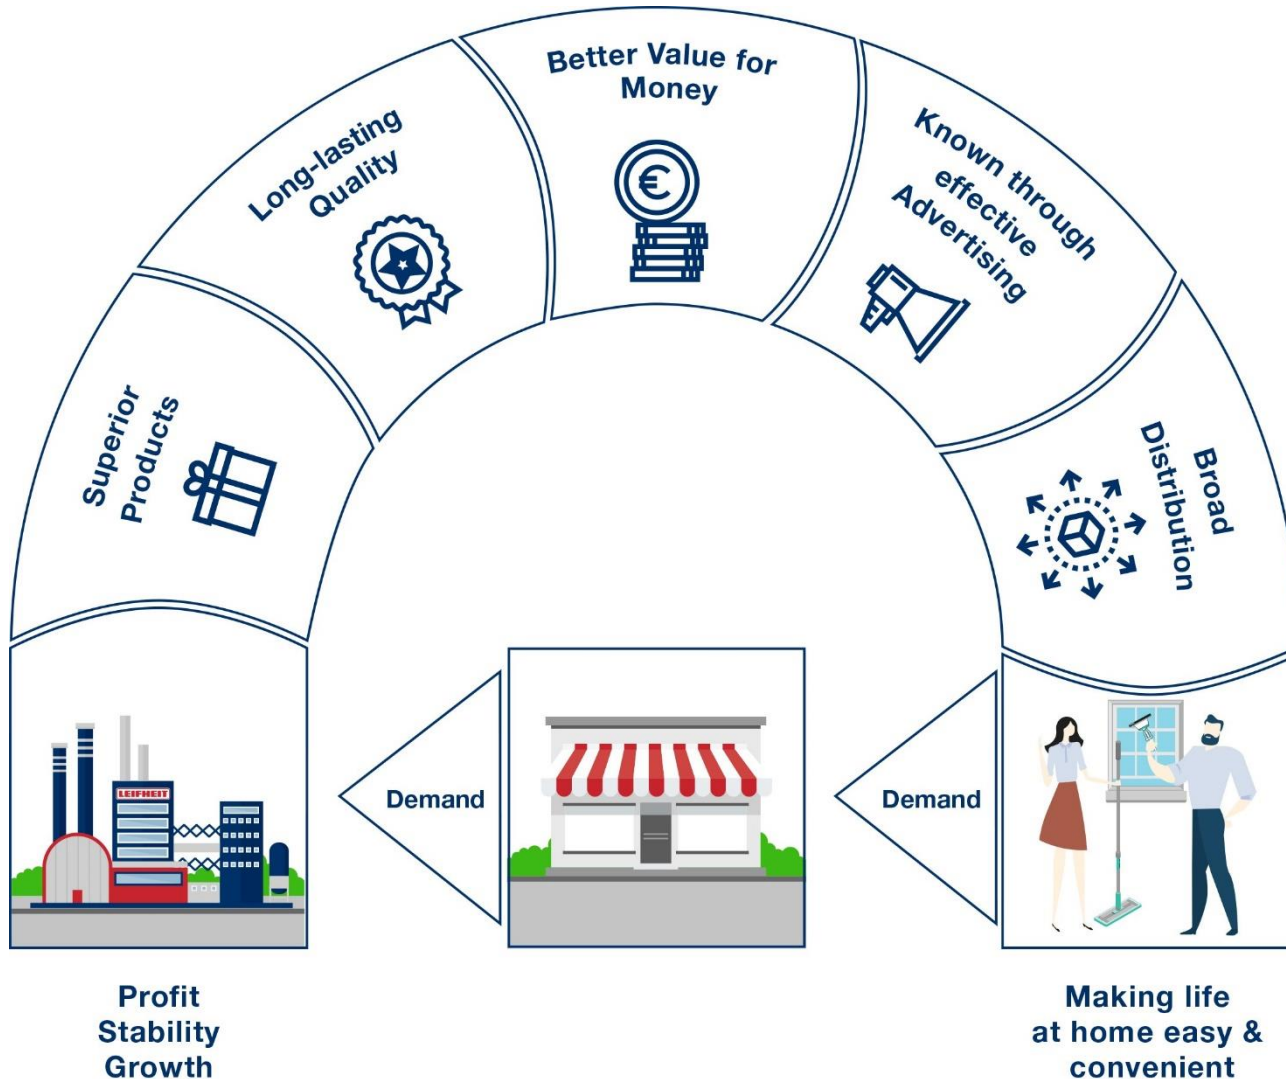 Superior
Products
Long-lasting
Quality
Better Value for
Money
Known through
effective
Advertising
Broad
Distribution
€
LEIFHEIT
Demand
Demand
Profit
Stability
Growth
Making life
at home easy &
convenient